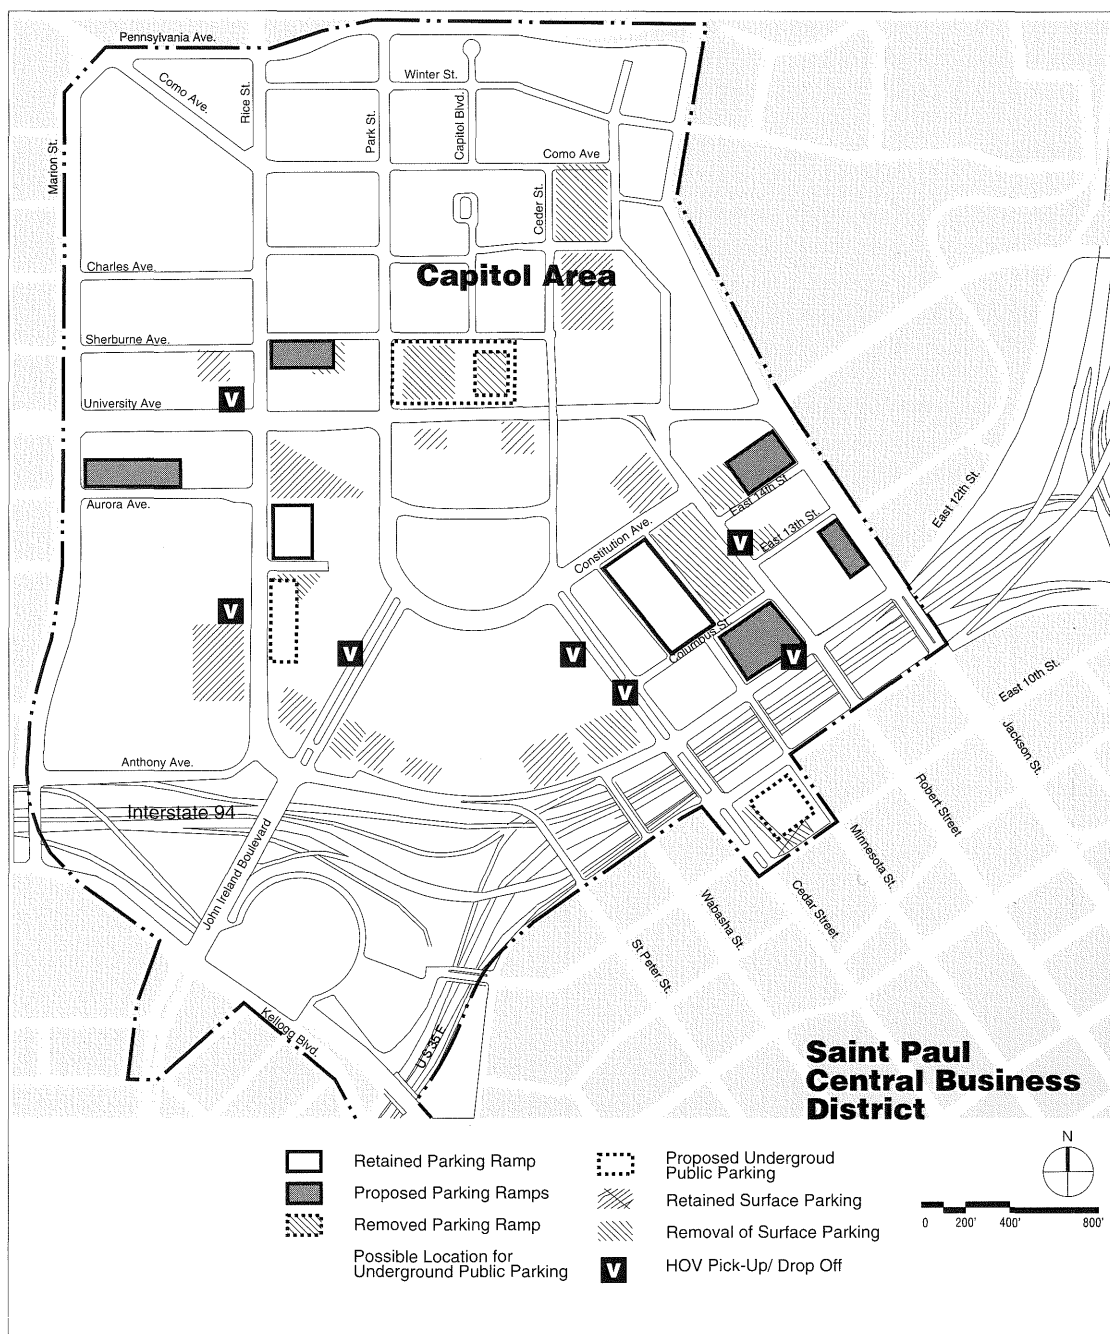 Pennsylvania Ave.
Como Ave.
Rice St.
Winter St.
Park St.
Capitol Blvd.
Marion St.
Como Ave
Ceder St.
Charles Ave.
Capitol Area
Sherburne Ave.
University Ave
V
Aurora Ave.
East 14th St.
East 12th St.
East 13th St.
Constitution Ave.
V
V
V
V
Columbus St.
V
V
East 10th St.
Jackson St.
Anthony Ave.
Interstate 94
Robert Street
John Ireland Boulevard
Minnesota St.
Cedar Street
Wabasha St.
St Peter St.
Kellogg Blvd.
U S 35 E
Saint Paul
Central Business
District
Retained Parking Ramp
Proposed Parking Ramps
Removed Parking Ramp
Possible Location for
Underground Public Parking
Proposed Undergroud
Public Parking
Retained Surface Parking
Removal of Surface Parking
V HOV Pick-Up/ Drop Off
N
0 200' 400' 800'